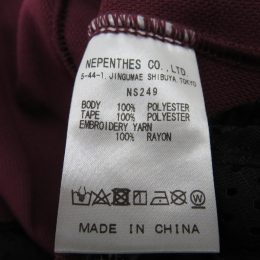 NEPENTHES CO., LTD.
5-44-1, JINGUMAE SHIBUYA, TOKYO
NS249
BODY 100% POLYESTER
TAPE 100% POLYESTER
EMBROIDERY YARN
100% RAYON
MADE IN CHINA